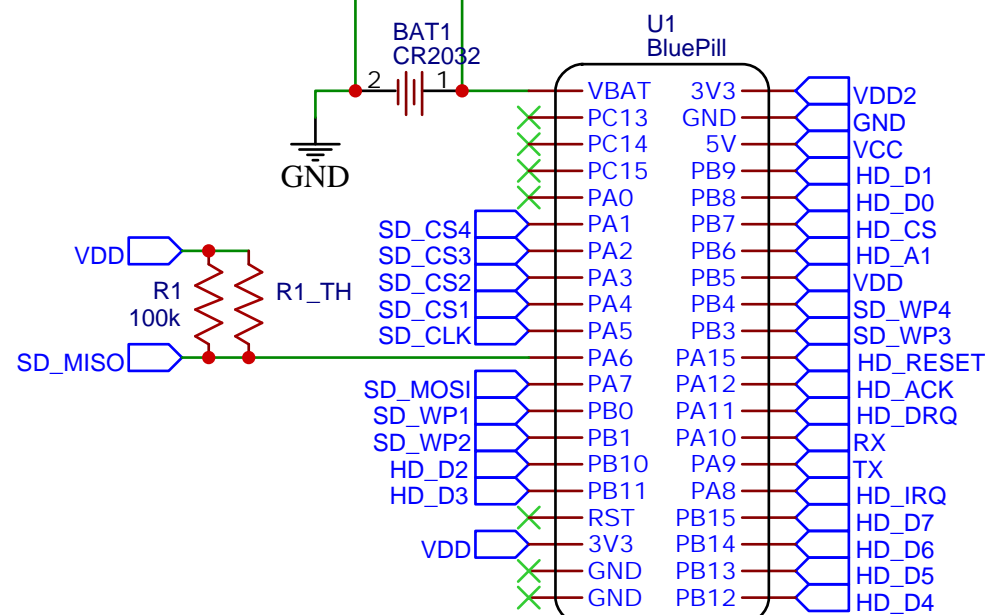 U1
BluePill
BAT1
CR2032
2 1
GND
VBAT 3V3 VDD2
PC13 GND GND
PC14 5V VCC
PC15 PB9 HD_D1
PA0 PB8 HD_D0
SD_CS4 PA1 PB7 HD_CS
SD_CS3 PA2 PB6 HD_A1
SD_CS2 PA3 PB5 VDD
SD_CS1 PA4 PB4 SD_WP4
SD_CLK PA5 PB3 SD_WP3
VDD
R1
100k
R1_TH
SD_MISO PA6 PA15 HD_RESET
SD_MOSI PA7 PA12 HD_ACK
SD_WP1 PB0 PA11 HD_DRQ
SD_WP2 PB1 PA10 RX
HD_D2 PB10 PA9 TX
HD_D3 PB11 PA8 HD_IRQ
RST PB15 HD_D7
VDD 3V3 PB14 HD_D6
GND PB13 HD_D5
GND PB12 HD_D4